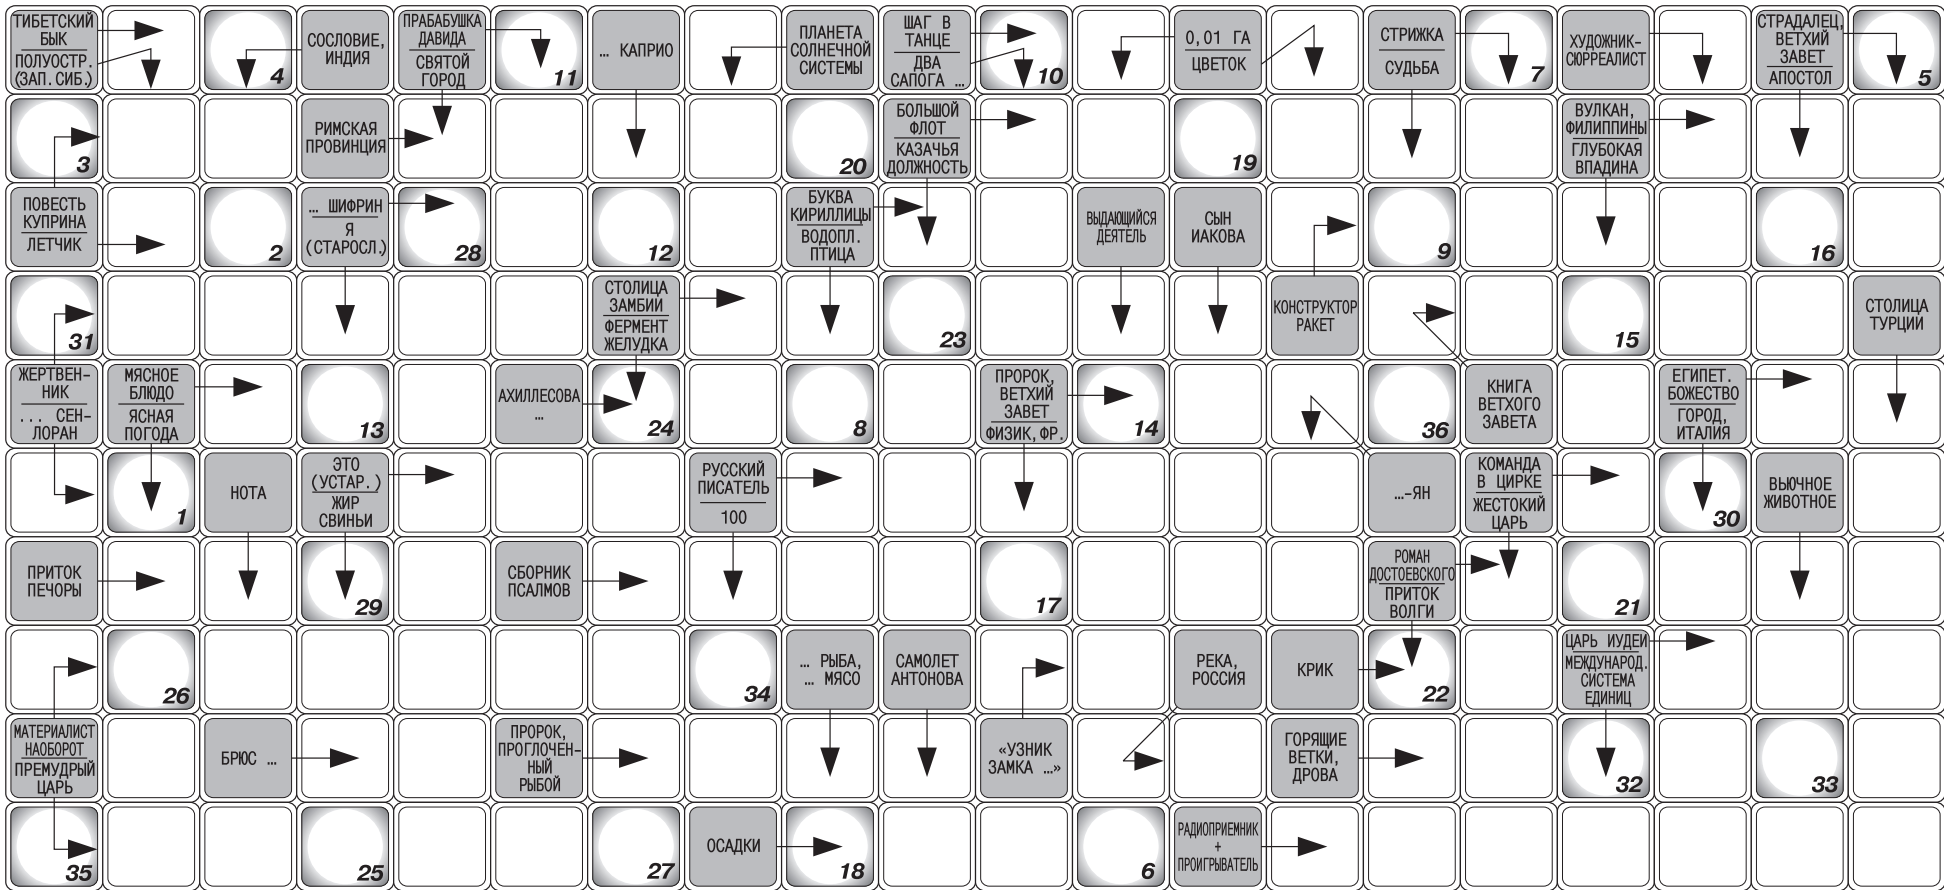 ТИБЕТСКИЙ
БЫК
ПОЛУОСТР.
(ЗАП.СИБ.)
4
СОСЛОВИЕ,
ИНДИЯ
ПРАБАБУШКА
ДАВИДА
СВЯТОЙ
ГОРОД
11
... КАПРИО
ПЛАНЕТА
СОЛНЕЧНОЙ
СИСТЕМЫ
ШАГ В
ТАНЦЕ
ДВА
САПОГА ...
10
0,01 ГА
ЦВЕТОК
СТРИЖКА
СУДЬБА
7
ХУДОЖНИК-
СЮРРЕАЛИСТ
СТРАДАЛЕЦ,
ВЕТХИЙ
ЗАВЕТ
АПОСТОЛ
5
3
РИМСКАЯ
ПРОВИНЦИЯ
20
БОЛЬШОЙ
ФЛОТ
КАЗАЧЬЯ
ДОЛЖНОСТЬ
19
ВУЛКАН,
ФИЛИППИНЫ
ГЛУБОКАЯ
ВПАДИНА
ПОВЕСТЬ
КУПРИНА
ЛЕТЧИК
2
... ШИФРИН
Я
(СТАРОСЛ.)
28
12
БУКВА
КИРИЛЛИЦЫ
ВОДОПЛ.
ПТИЦА
ВЫДАЮЩИЙСЯ
ДЕЯТЕЛЬ
СЫН
ИАКОВА
9
16
31
СТОЛИЦА
ЗАМБИИ
ФЕРМЕНТ
ЖЕЛУДКА
23
КОНСТРУКТОР
РАКЕТ
15
СТОЛИЦА
ТУРЦИИ
ЖЕРТВЕН-
НИК
... СЕН-
ЛОРАН
МЯСНОЕ
БЛЮДО
ЯСНАЯ
ПОГОДА
13
АХИЛЛЕСОВА
...
24
8
ПРОРОК,
ВЕТХИЙ
ЗАВЕТ
ФИЗИК,ФР.
14
36
КНИГА
ВЕТХОГО
ЗАВЕТА
ЕГИПЕТ.
БОЖЕСТВО
ГОРОД,
ИТАЛИЯ
1
НОТА
ЭТО
(УСТАР.)
ЖИР
СВИНЬИ
РУССКИЙ
ПИСАТЕЛЬ
100
...-ЯН
КОМАНДА
В ЦИРКЕ
ЖЕСТОКИЙ
ЦАРЬ
30
ВЬЮЧНОЕ
ЖИВОТНОЕ
ПРИТОК
ПЕЧОРЫ
29
СБОРНИК
ПСАЛМОВ
17
РОМАН
ДОСТОЕВСКОГО
ПРИТОК
ВОЛГИ
21
26
34
... РЫБА,
... МЯСО
САМОЛЕТ
АНТОНОВА
РЕКА,
РОССИЯ
КРИК
22
ЦАРЬ ИУДЕИ
МЕЖДУНАРОД.
СИСТЕМА
ЕДИНИЦ
МАТЕРИАЛИСТ
НАОБОРОТ
ПРЕМУДРЫЙ
ЦАРЬ
БРЮС ...
ПРОРОК,
ПРОГЛОЧЕН-
НЫЙ
РЫБОЙ
«УЗНИК
ЗАМКА ...»
ГОРЯЩИЕ
ВЕТКИ,
ДРОВА
32
33
35
25
27
ОСАДКИ
18
6
РАДИОПРИЕМНИК
+
ПРОИГРЫВАТЕЛЬ